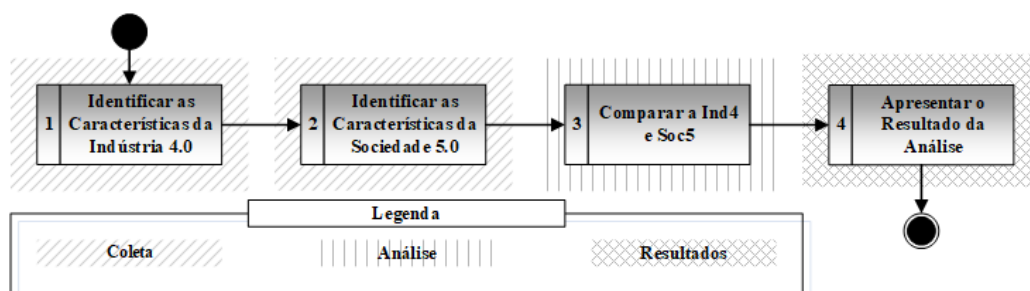 1
Identificar as
Características da
Indústria 4.0
2
Identificar as
Características da
Sociedade 5.0
3
Comparar a Ind4
e Soc5
4
Apresentar o
Resultado da
Análise
Legenda
Coleta
Análise
Resultados